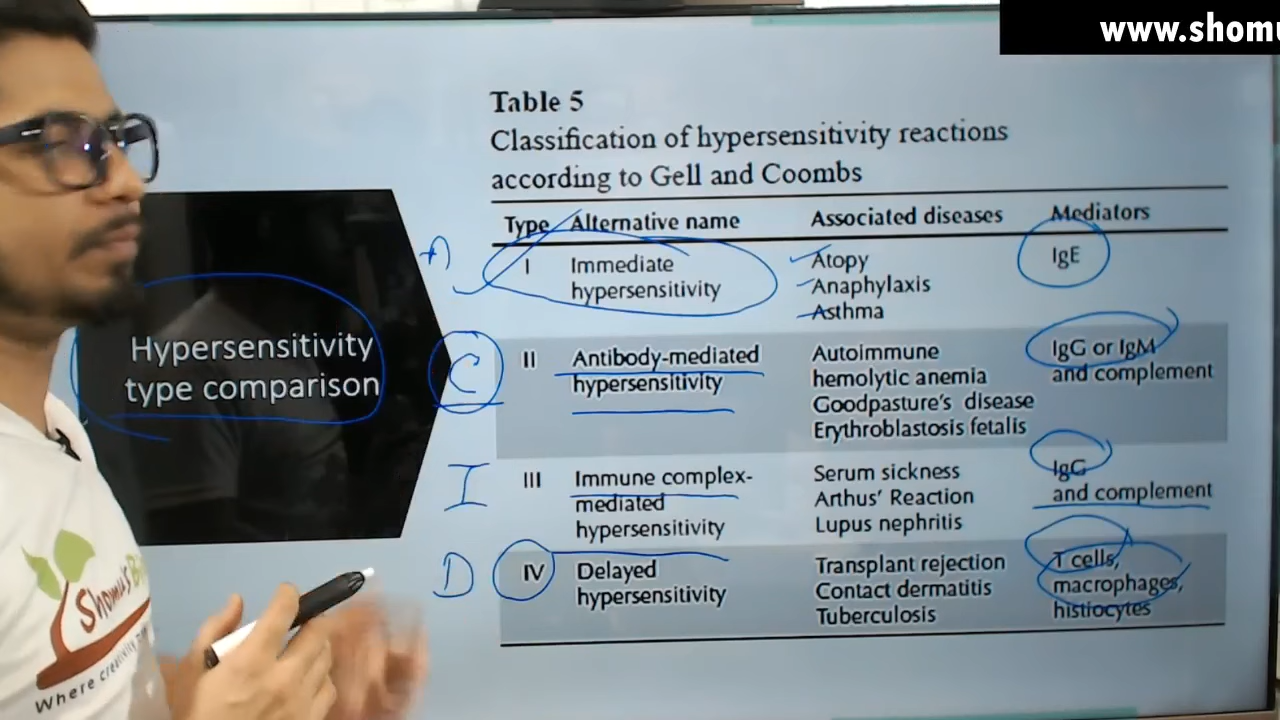 www.shomu
Table 5
Classification of hypersensitivity reactions
according to Gell and Coombs
Type Alternative name Associated diseases Mediators
I Immediate hypersensitivity Atopy Anaphylaxis Asthma IgE
A
II Antibody-mediated hypersensitivity Autoimmune hemolytic anemia Goodpasture's disease Erythroblastosis fetalis IgG or IgM and complement
C
III Immune complex-mediated hypersensitivity Serum sickness Arthus' Reaction Lupus nephritis IgG and complement
I
IV Delayed hypersensitivity Transplant rejection Contact dermatitis Tuberculosis T cells, macrophages, histiocytes
D
Hypersensitivity
type comparison
Shomu's
Where creativity